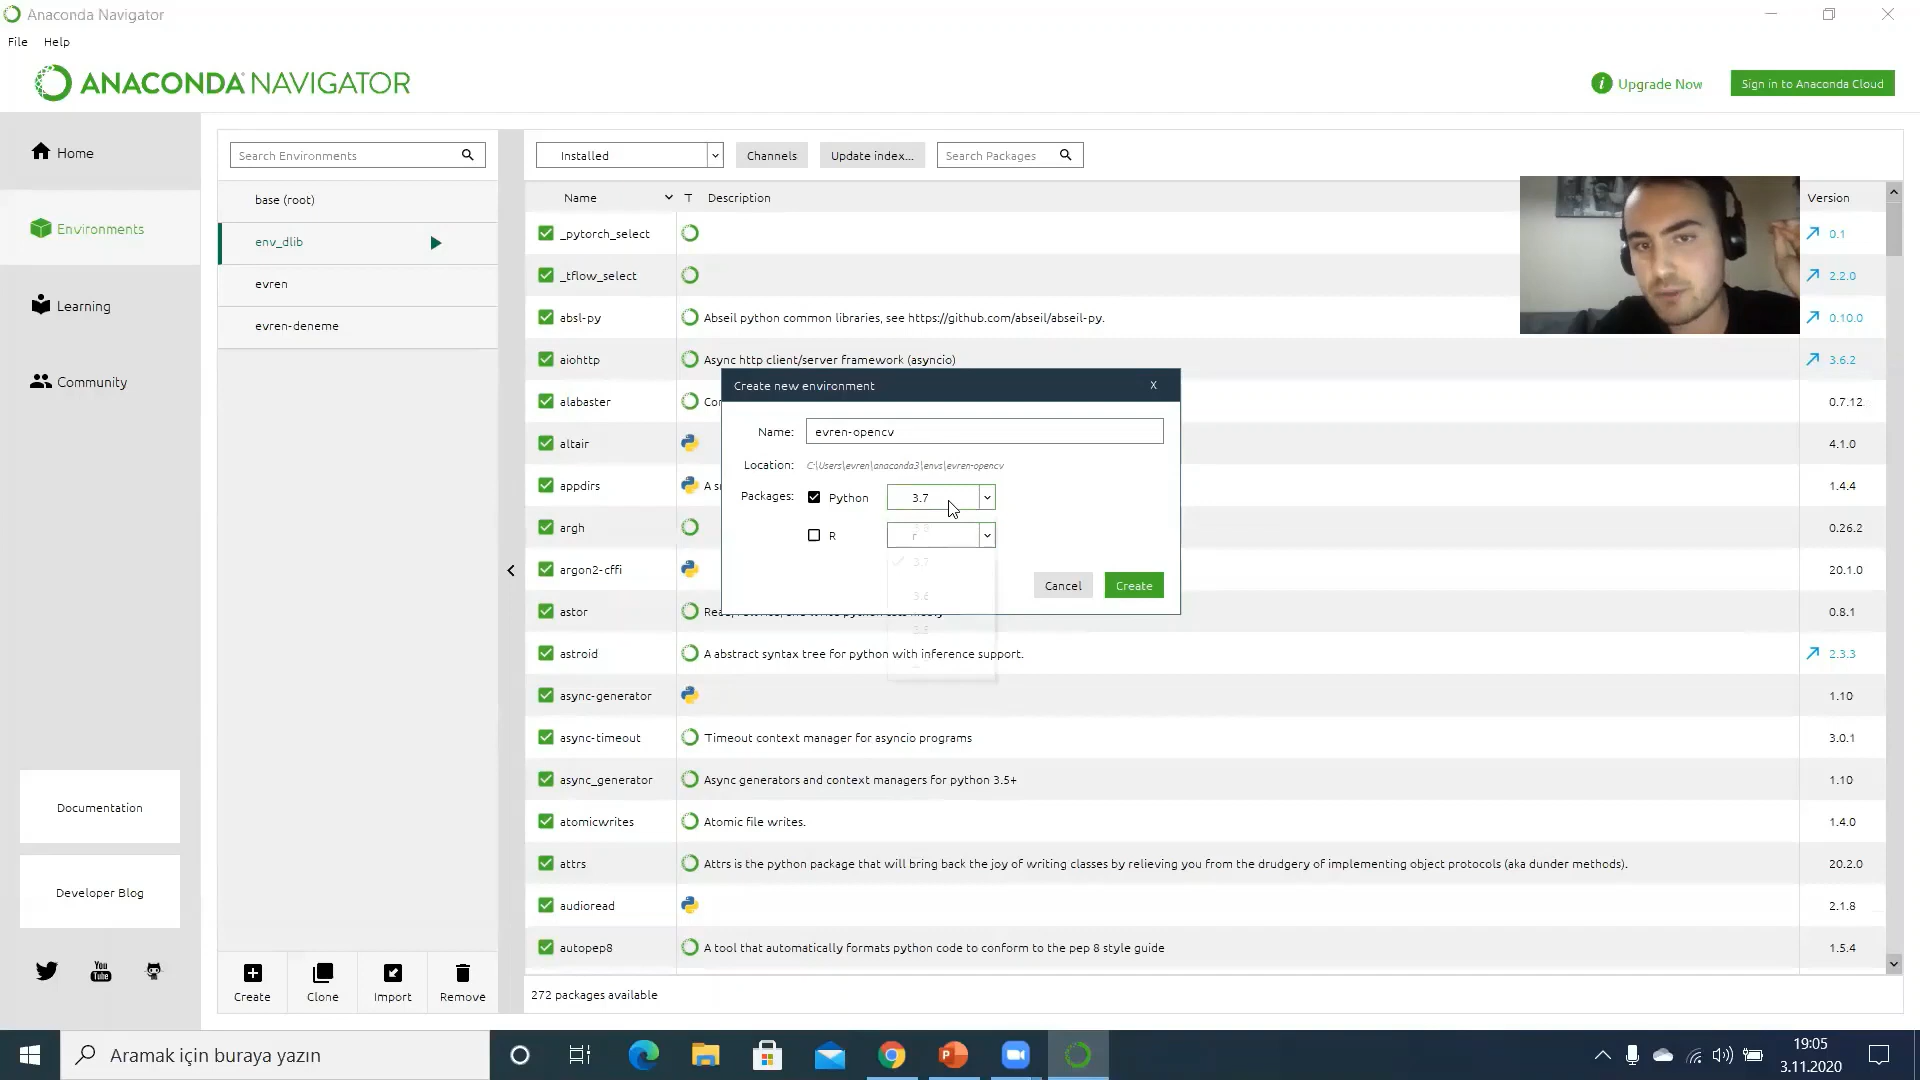 Anaconda Navigator
File Help
ANACONDA NAVIGATOR
Upgrade Now
Sign in to Anaconda Cloud
Home
Environments
Learning
Community
Documentation
Developer Blog
Search Environments
base (root)
env_dlib
evren
evren-deneme
Create Clone Import Remove
Installed
Channels
Update index...
Search Packages
Name T Description Version
_pytorch_select 0.1
_tflow_select 2.2.0
absl-py Abseil python common libraries, see https://github.com/abseil/abseil-py. 0.10.0
aiohttp Async http client/server framework (asyncio) 3.6.2
alabaster 0.7.12
altair 4.1.0
appdirs 1.4.4
argh 0.26.2
argon2-cffi 20.1.0
astor 0.8.1
astroid A abstract syntax tree for python with inference support. 2.3.3
async-generator 1.10
async-timeout Timeout context manager for asyncio programs 3.0.1
async_generator Async generators and context managers for python 3.5+ 1.10
atomicwrites Atomic file writes. 1.4.0
attrs Attrs is the python package that will bring back the joy of writing classes by relieving you from the drudgery of implementing object protocols (aka dunder methods). 20.2.0
audioread 2.1.8
autopep8 A tool that automatically formats python code to conform to the pep 8 style guide 1.5.4
272 packages available
Create new environment X
Name: evren-opencv
Location: C:\Users\evren\anaconda3\envs\evren-opencv
Packages: Python 3.7
R r
3.7
3.6
3.5
Cancel Create
Aramak için buraya yazın
19:05
3.11.2020